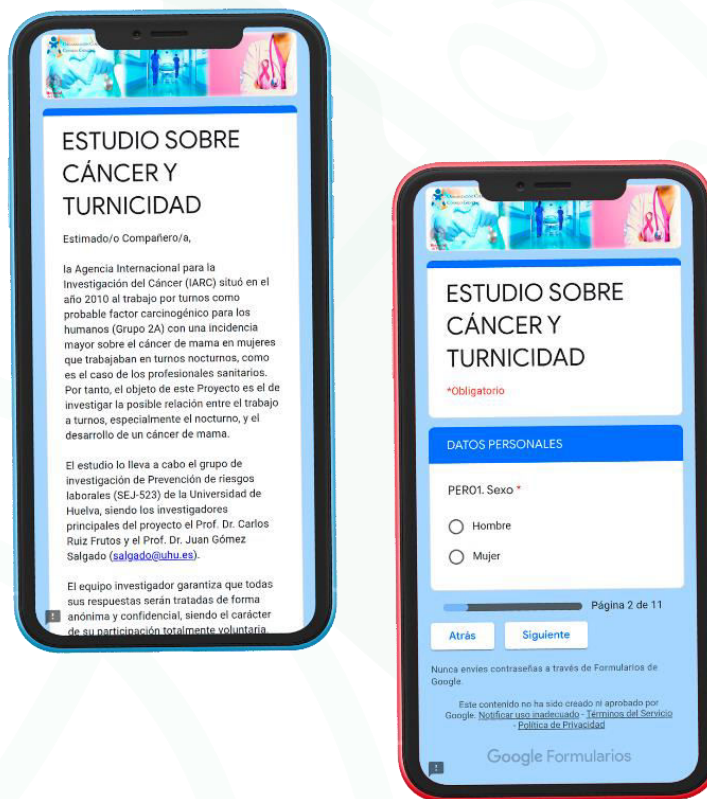 ESTUDIO SOBRE
CÁNCER Y
TURNICIDAD
Estimado/o Compañero/a,
la Agencia Internacional para la
Investigación del Cáncer (IARC) situó en el
año 2010 al trabajo por turnos como
probable factor carcinogénico para los
humanos (Grupo 2A) con una incidencia
mayor sobre el cáncer de mama en mujeres
que trabajaban en turnos nocturnos, como
es el caso de los profesionales sanitarios.
Por tanto, el objeto de este Proyecto es el de
investigar la posible relación entre el trabajo
a turnos, especialmente el nocturno, y el
desarrollo de un cáncer de mama.
El estudio lo lleva a cabo el grupo de
investigación de Prevención de riesgos
laborales (SEJ-523) de la Universidad de
Huelva, siendo los investigadores
principales del proyecto el Prof. Dr. Carlos
Ruiz Frutos y el Prof. Dr. Juan Gómez
Salgado (salgado@uhu.es).
El equipo investigador garantiza que todas
sus respuestas serán tratadas de forma
anónima y confidencial, siendo el carácter
de su participación totalmente voluntaria.
ESTUDIO SOBRE
CÁNCER Y
TURNICIDAD
*Obligatorio
DATOS PERSONALES
PER01. Sexo *
Hombre
Mujer
Página 2 de 11
Atrás Siguiente
Nunca envíes contraseñas a través de Formularios de
Google.
Este contenido no ha sido creado ni aprobado por
Google. Notificar uso inadecuado - Términos del Servicio
- Política de Privacidad
Google Formularios